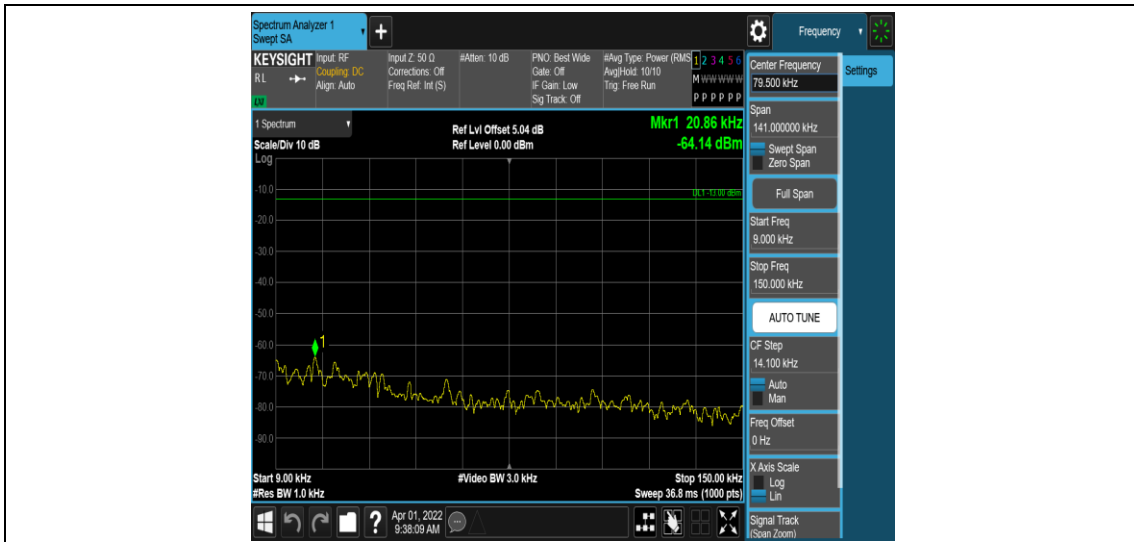 Spectrum Analyzer 1
Swept SA
Frequency
KEYSIGHT
RL
LNI
Input: RF
Coupling: DC
Align: Auto
Input Z: 50 Ω
Corrections: Off
Freq Ref: Int (S)
#Atten: 10 dB
PNO: Best Wide
Gate: Off
IF Gain: Low
Sig Track: Off
#Avg Type: Power (RMS
Avg|Hold: 10/10
Trig: Free Run
1 2 3 4 5 6
M W W W W W
P P P P P P
1 Spectrum
Scale/Div 10 dB
Log
Ref Lvl Offset 5.04 dB
Ref Level 0.00 dBm
Mkr1 20.86 kHz
-64.14 dBm
DL1 -13.00 dBm
-10.0
-20.0
-30.0
-40.0
-50.0
-60.0
-70.0
-80.0
-90.0
1
Start 9.00 kHz
#Res BW 1.0 kHz
#Video BW 3.0 kHz
Stop 150.00 kHz
Sweep 36.8 ms (1000 pts)
Center Frequency
79.500 kHz
Settings
Span
141.000000 kHz
Swept Span
Zero Span
Full Span
Start Freq
9.000 kHz
Stop Freq
150.000 kHz
AUTO TUNE
CF Step
14.100 kHz
Auto
Man
Freq Offset
0 Hz
X Axis Scale
Log
Lin
Signal Track
(Span Zoom)
Apr 01, 2022
9:38:09 AM